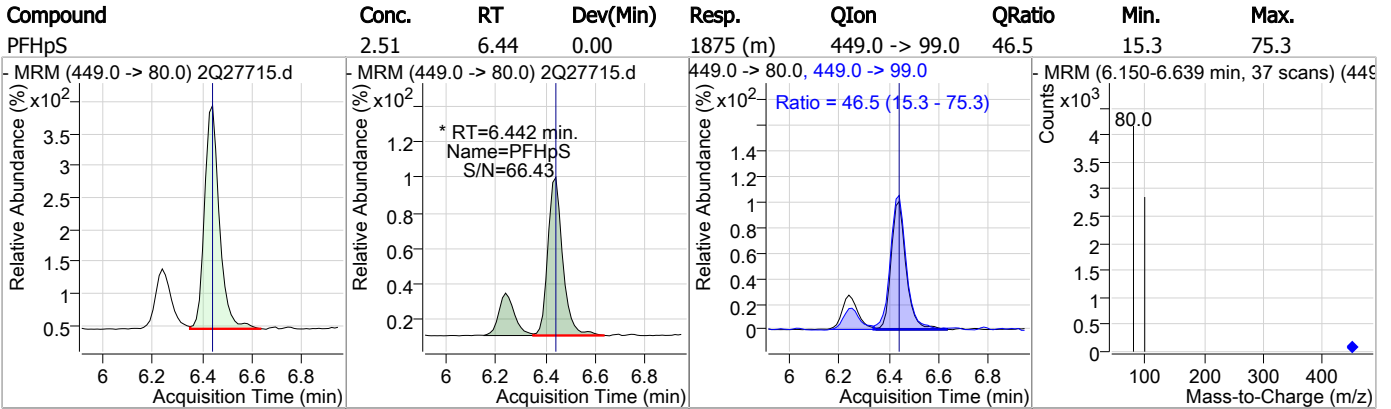 Compound Conc. RT Dev(Min) Resp. QIon QRatio Min. Max.
PFHpS 2.51 6.44 0.00 1875 (m) 449.0 -> 99.0 46.5 15.3 75.3
- MRM (449.0 -> 80.0) 2Q27715.d
Relative Abundance (%)
x10²
3.5
3
2.5
2
1.5
1
0.5
6 6.2 6.4 6.6 6.8
Acquisition Time (min)
- MRM (449.0 -> 80.0) 2Q27715.d
Relative Abundance (%)
x10²
* RT=6.442 min.
Name=PFHpS
S/N=66.43
1.2
1
0.8
0.6
0.4
0.2
6 6.2 6.4 6.6 6.8
Acquisition Time (min)
449.0 -> 80.0, 449.0 -> 99.0
Relative Abundance (%)
x10²
Ratio = 46.5 (15.3 - 75.3)
1.4
1.2
1
0.8
0.6
0.4
0.2
0
6 6.2 6.4 6.6 6.8
Acquisition Time (min)
- MRM (6.150-6.639 min, 37 scans) (449
Counts
x10³
80.0
4
3.5
3
2.5
2
1.5
1
0.5
0
100 200 300 400
Mass-to-Charge (m/z)